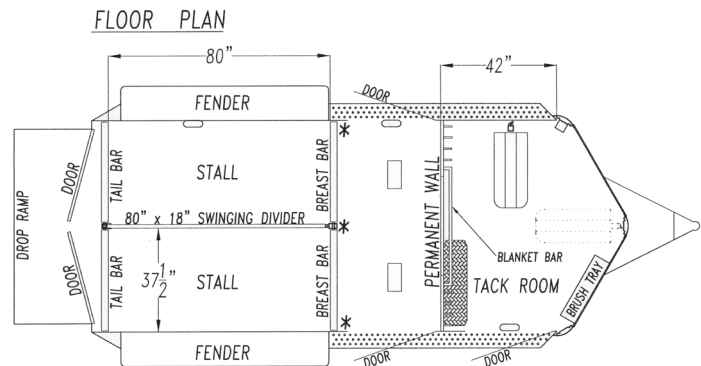 FLOOR PLAN
80"
42"
FENDER
DOOR
DOOR
TAIL BAR
STALL
BREAST BAR
PERMANENT WALL
DROP RAMP
80" x 18" SWINGING DIVIDER
BLANKET BAR
DOOR
TAIL BAR
37 1/2"
STALL
BREAST BAR
TACK ROOM
BRUSH TRAY
FENDER
DOOR
DOOR